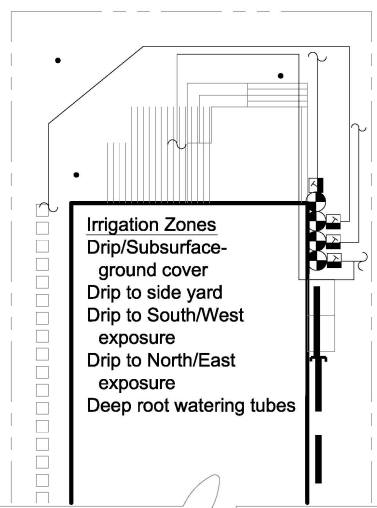 Irrigation Zones
Drip/Subsurface-
ground cover
Drip to side yard
Drip to South/West
exposure
Drip to North/East
exposure
Deep root watering tubes